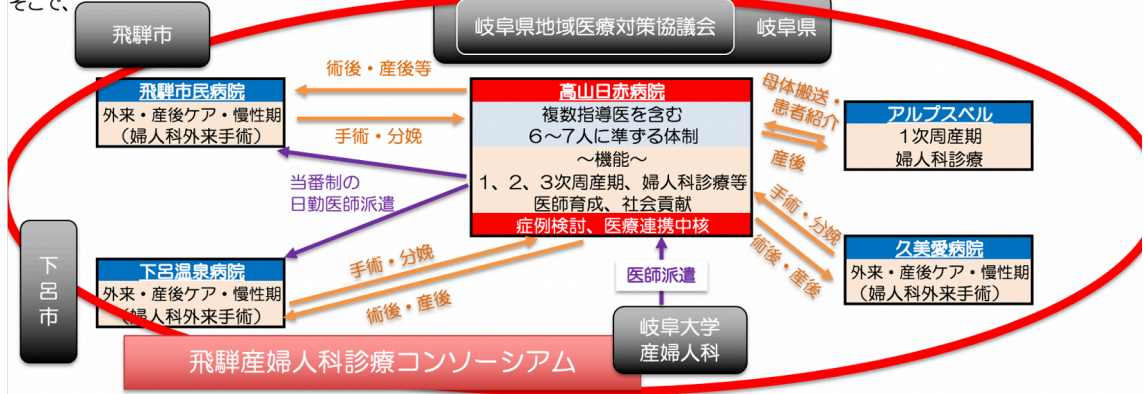 そこで、
飛騨市
岐阜県地域医療対策協議会
岐阜県
飛騨市民病院
外来・産後ケア・慢性期
（婦人科外来手術）
術後・産後等
手術・分娩
高山日赤病院
複数指導医を含む
6～7人に準ずる体制
～機能～
1、2、3次周産期、婦人科診療等
医師育成、社会貢献
症例検討、医療連携中核
母体搬送・
患者紹介
産後
アルプスベル
1次周産期
婦人科診療
当番制の
日勤医師派遣
手術・分娩
術後・産後
久美愛病院
外来・産後ケア・慢性期
（婦人科外来手術）
下呂市
下呂温泉病院
外来・産後ケア・慢性期
（婦人科外来手術）
手術・分娩
術後・産後
医師派遣
岐阜大学
産婦人科
飛騨産婦人科診療コンソーシアム